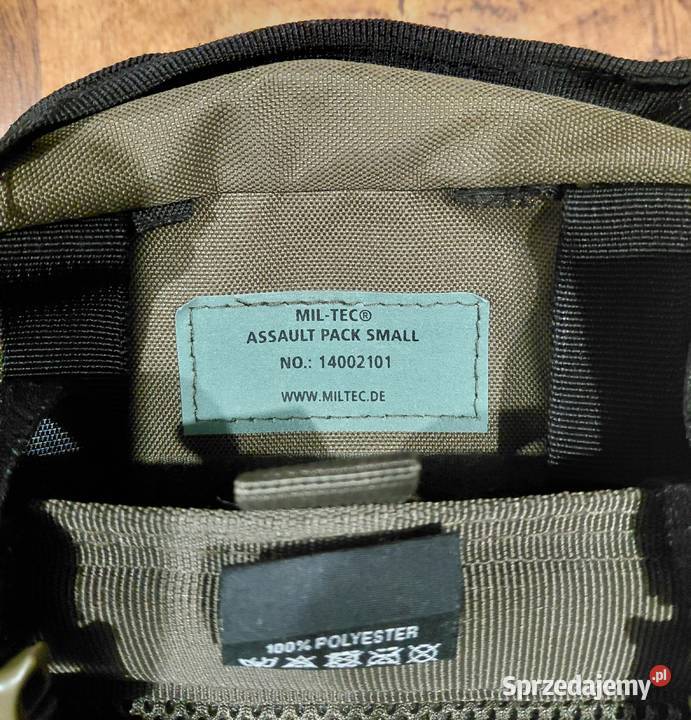 MIL-TEC®
ASSAULT PACK SMALL
NO.: 14002101
WWW.MILTEC.DE
100% POLYESTER
Sprzedajemy.pl